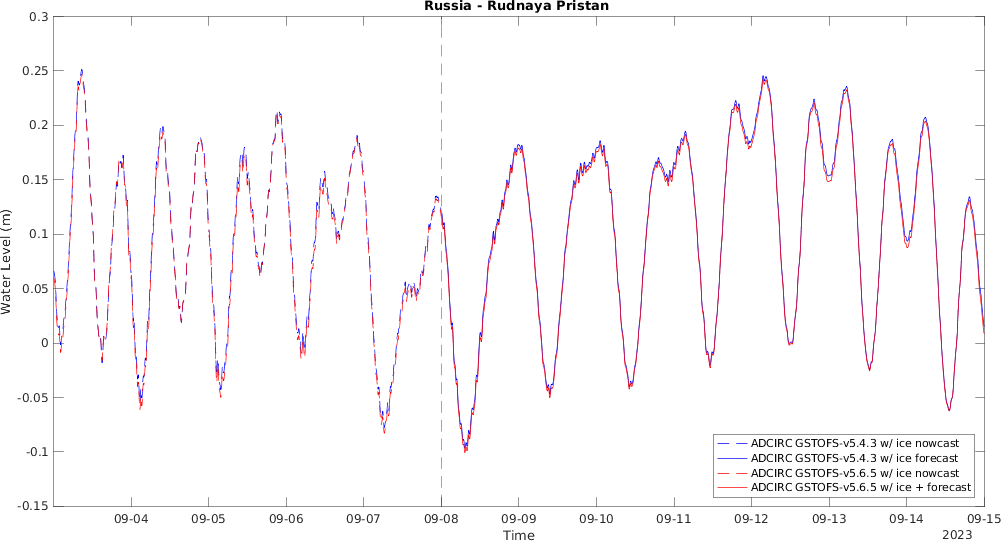 Russia - Rudnaya Pristan
0.3
0.25
0.2
0.15
0.1
0.05
0
-0.05
-0.1
-0.15
Water Level (m)
09-04 09-05 09-06 09-07 09-08 09-09 09-10 09-11 09-12 09-13 09-14 09-15
Time
2023
ADCIRC GSTOFS-v5.4.3 w/ ice nowcast
ADCIRC GSTOFS-v5.4.3 w/ ice forecast
ADCIRC GSTOFS-v5.6.5 w/ ice nowcast
ADCIRC GSTOFS-v5.6.5 w/ ice + forecast